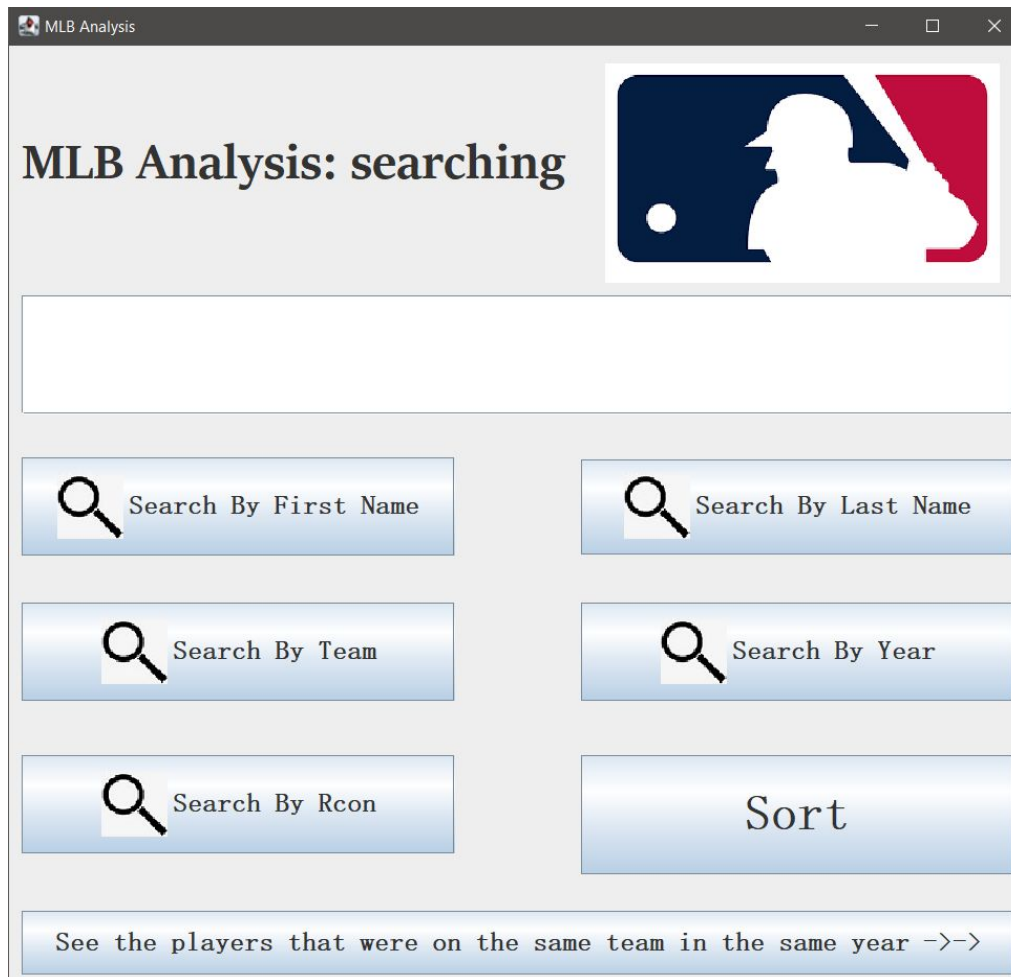 MLB Analysis
MLB Analysis: searching
Search By First Name
Search By Last Name
Search By Team
Search By Year
Search By Rcon
Sort
See the players that were on the same team in the same year ->->